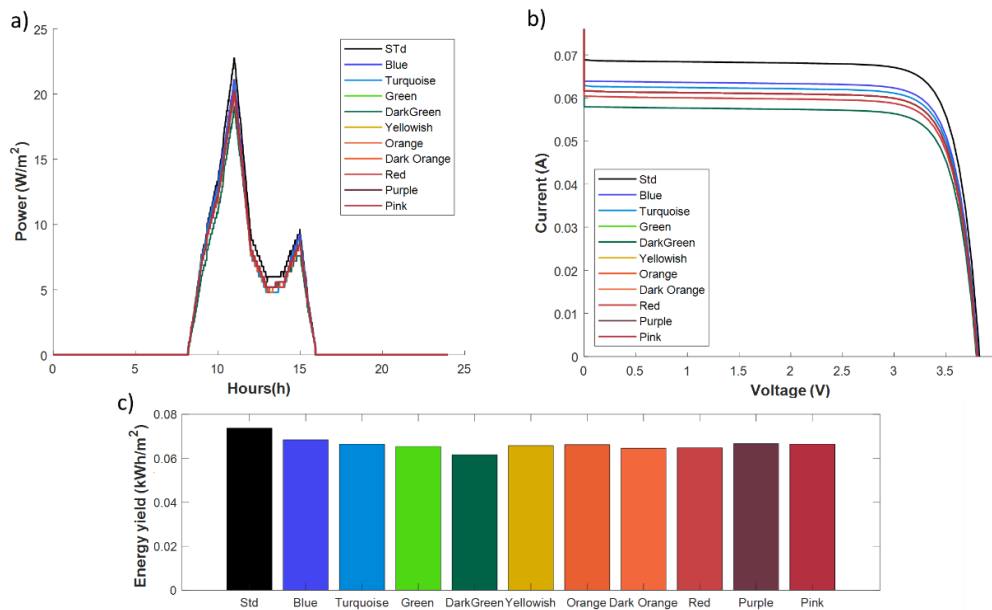 a)
25
20
15
10
5
0
Power (W/m²)
0 5 10 15 20 25
Hours(h)
STd
Blue
Turquoise
Green
DarkGreen
Yellowish
Orange
Dark Orange
Red
Purple
Pink
b)
0.07
0.06
0.05
0.04
0.03
0.02
0.01
0
Current (A)
0 0.5 1 1.5 2 2.5 3 3.5
Voltage (V)
Std
Blue
Turquoise
Green
DarkGreen
Yellowish
Orange
Dark Orange
Red
Purple
Pink
c)
0.08
0.06
0.04
0.02
0
Energy yield (kWh/m²)
Std Blue Turquoise Green DarkGreen Yellowish Orange Dark Orange Red Purple Pink